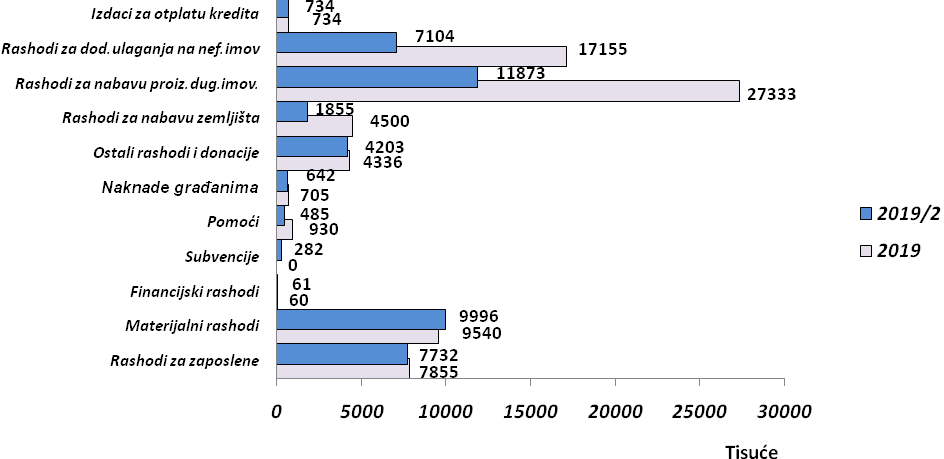 Izdaci za otplatu kredita
734
734
Rashodi za dod.ulaganja na nef.imov
7104
17155
Rashodi za nabavu proiz.dug.imov.
11873
27333
Rashodi za nabavu zemljišta
1855
4500
Ostali rashodi i donacije
4203
4336
Naknade građanima
642
705
Pomoći
485
930
Subvencije
282
0
Financijski rashodi
61
60
Materijalni rashodi
9996
9540
Rashodi za zaposlene
7732
7855
0 5000 10000 15000 20000 25000 30000
Tisuće
2019/2
2019